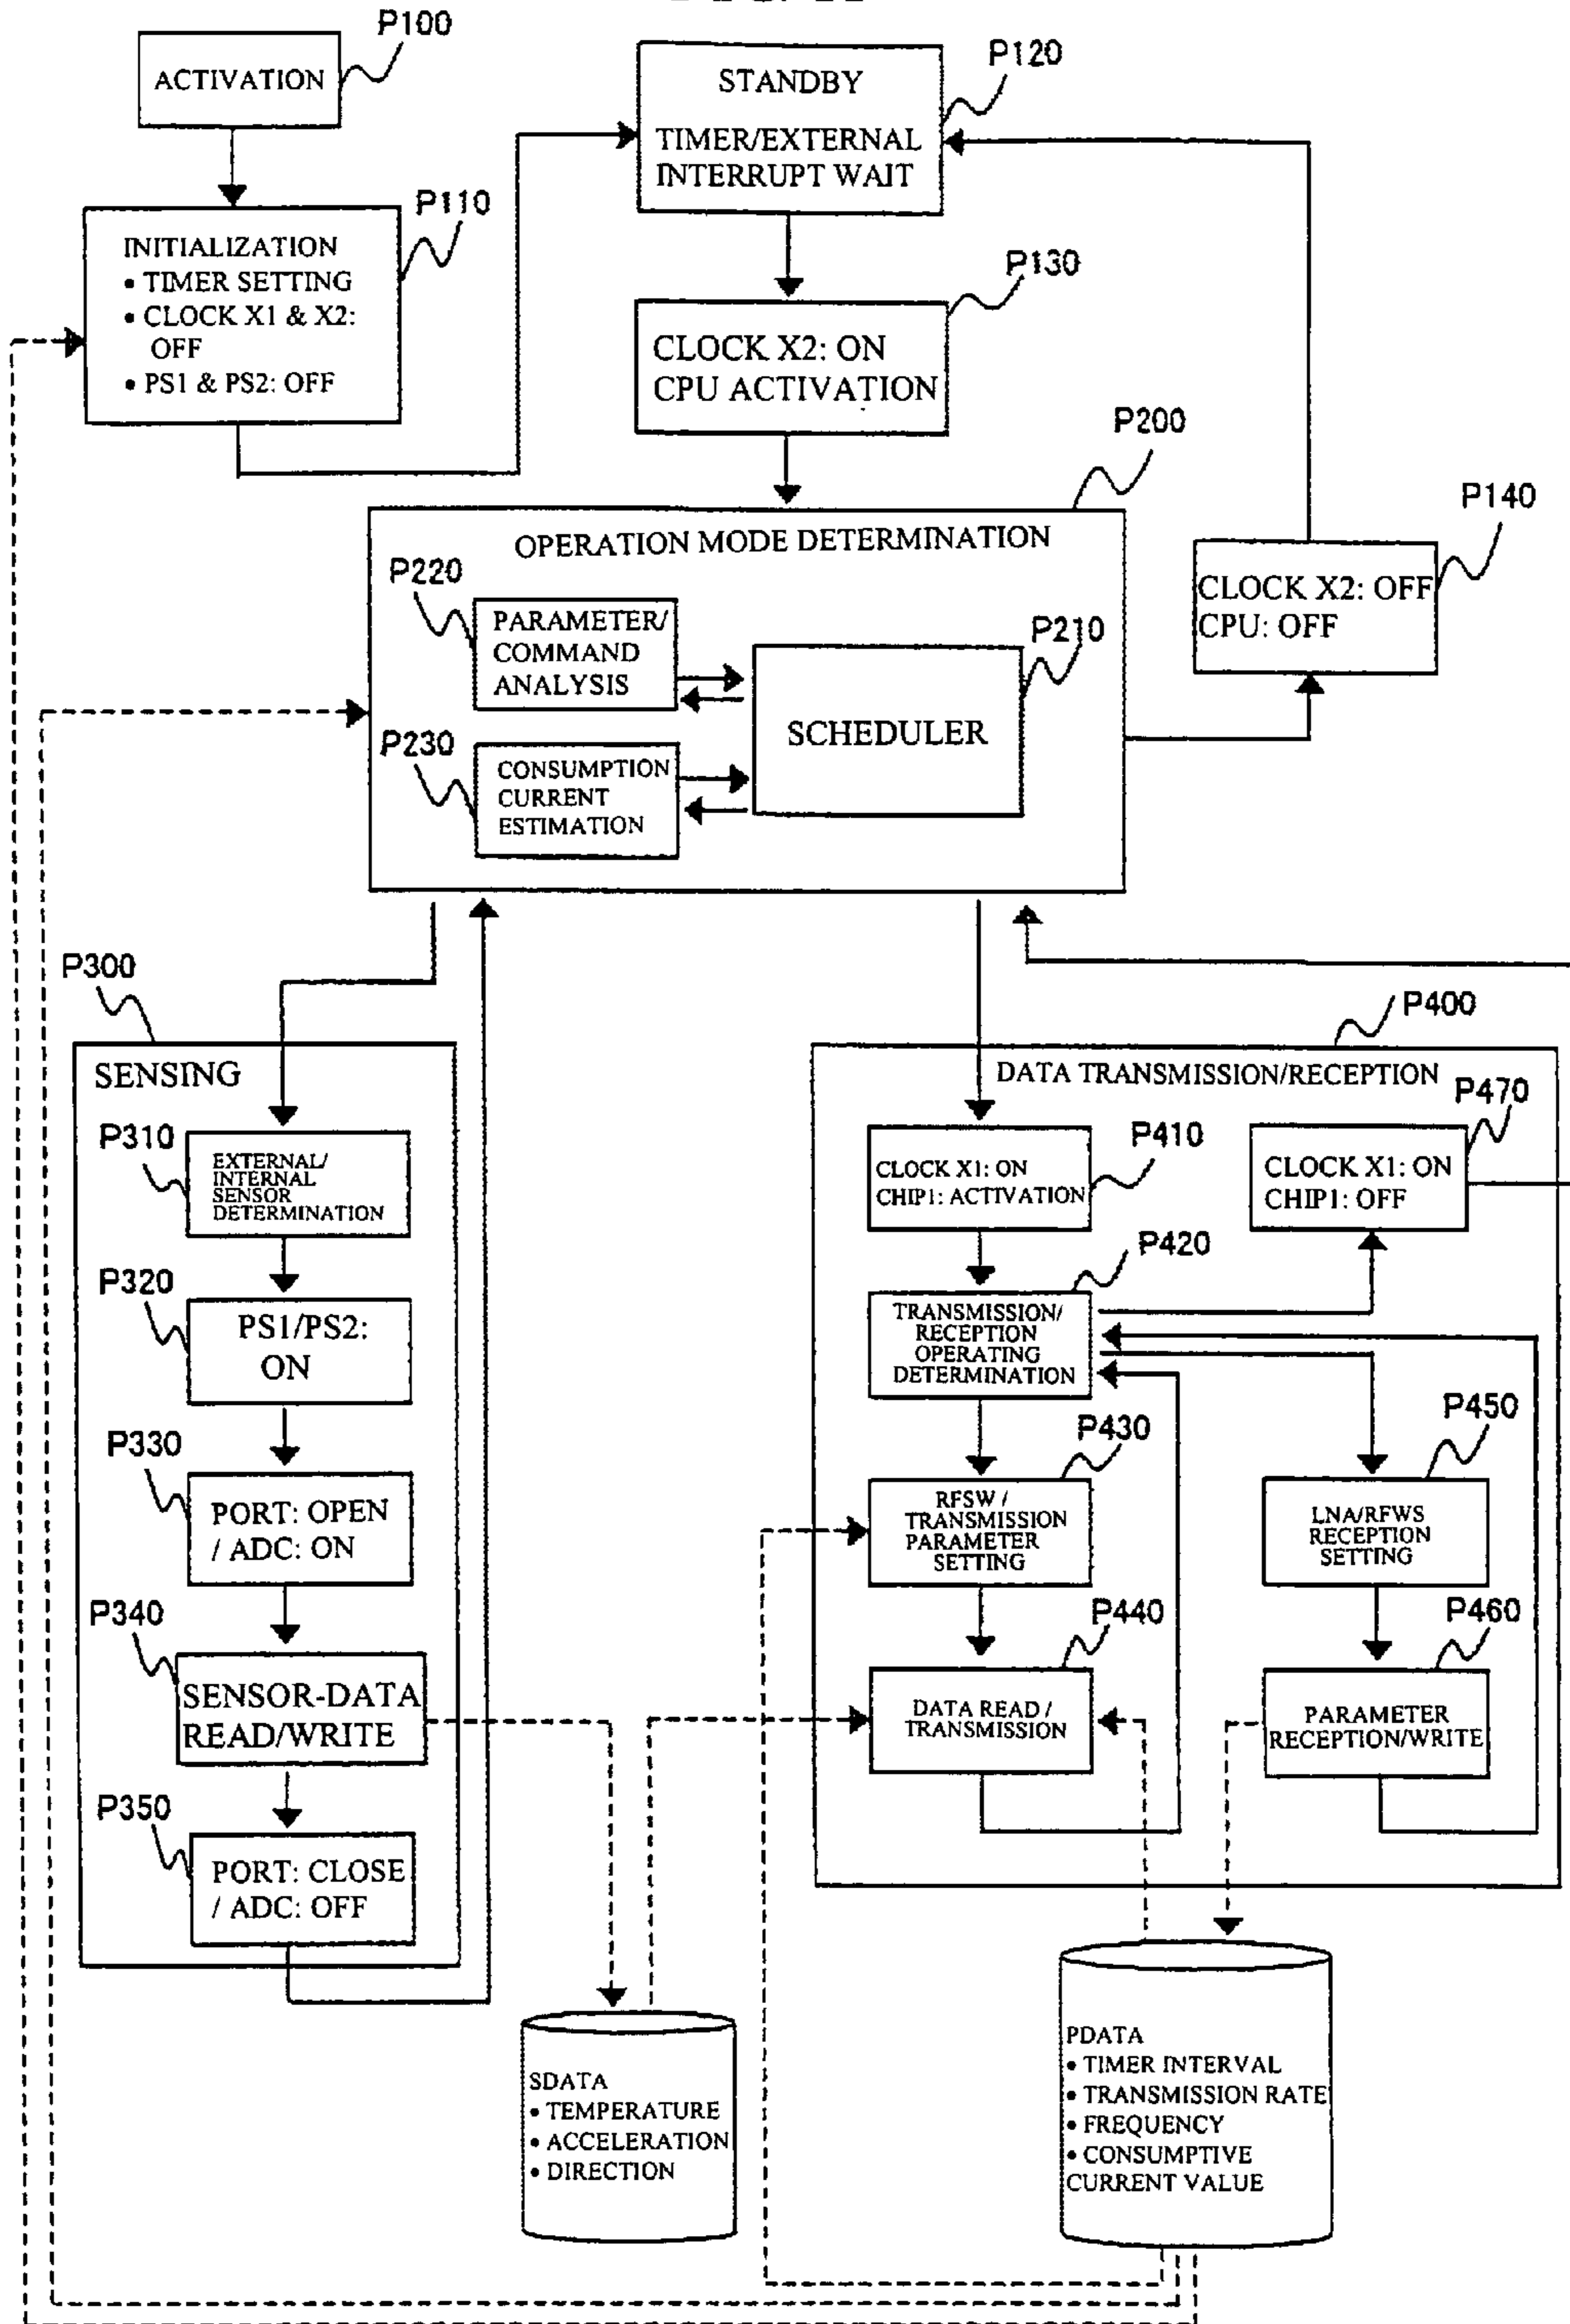 P100
ACTIVATION
P110
INITIALIZATION
• TIMER SETTING
• CLOCK X1 & X2:
OFF
• PS1 & PS2: OFF
P120
STANDBY
TIMER/EXTERNAL
INTERRUPT WAIT
P130
CLOCK X2: ON
CPU ACTIVATION
P140
CLOCK X2: OFF
CPU: OFF
P200
OPERATION MODE DETERMINATION
P220
PARAMETER/
COMMAND
ANALYSIS
P210
SCHEDULER
P230
CONSUMPTION
CURRENT
ESTIMATION
P300
SENSING
P310
EXTERNAL/
INTERNAL
SENSOR
DETERMINATION
P320
PS1/PS2:
ON
P330
PORT: OPEN
/ ADC: ON
P340
SENSOR-DATA
READ/WRITE
P350
PORT: CLOSE
/ ADC: OFF
P400
DATA TRANSMISSION/RECEPTION
P410
CLOCK X1: ON
CHIP1: ACTIVATION
P470
CLOCK X1: ON
CHIP1: OFF
P420
TRANSMISSION/
RECEPTION
OPERATING
DETERMINATION
P430
RFSW /
TRANSMISSION
PARAMETER
SETTING
P450
LNA/RFWS
RECEPTION
SETTING
P440
DATA READ /
TRANSMISSION
P460
PARAMETER
RECEPTION/WRITE
SDATA
• TEMPERATURE
• ACCELERATION
• DIRECTION
PDATA
• TIMER INTERVAL
• TRANSMISSION RATE
• FREQUENCY
• CONSUMPTIVE
CURRENT VALUE